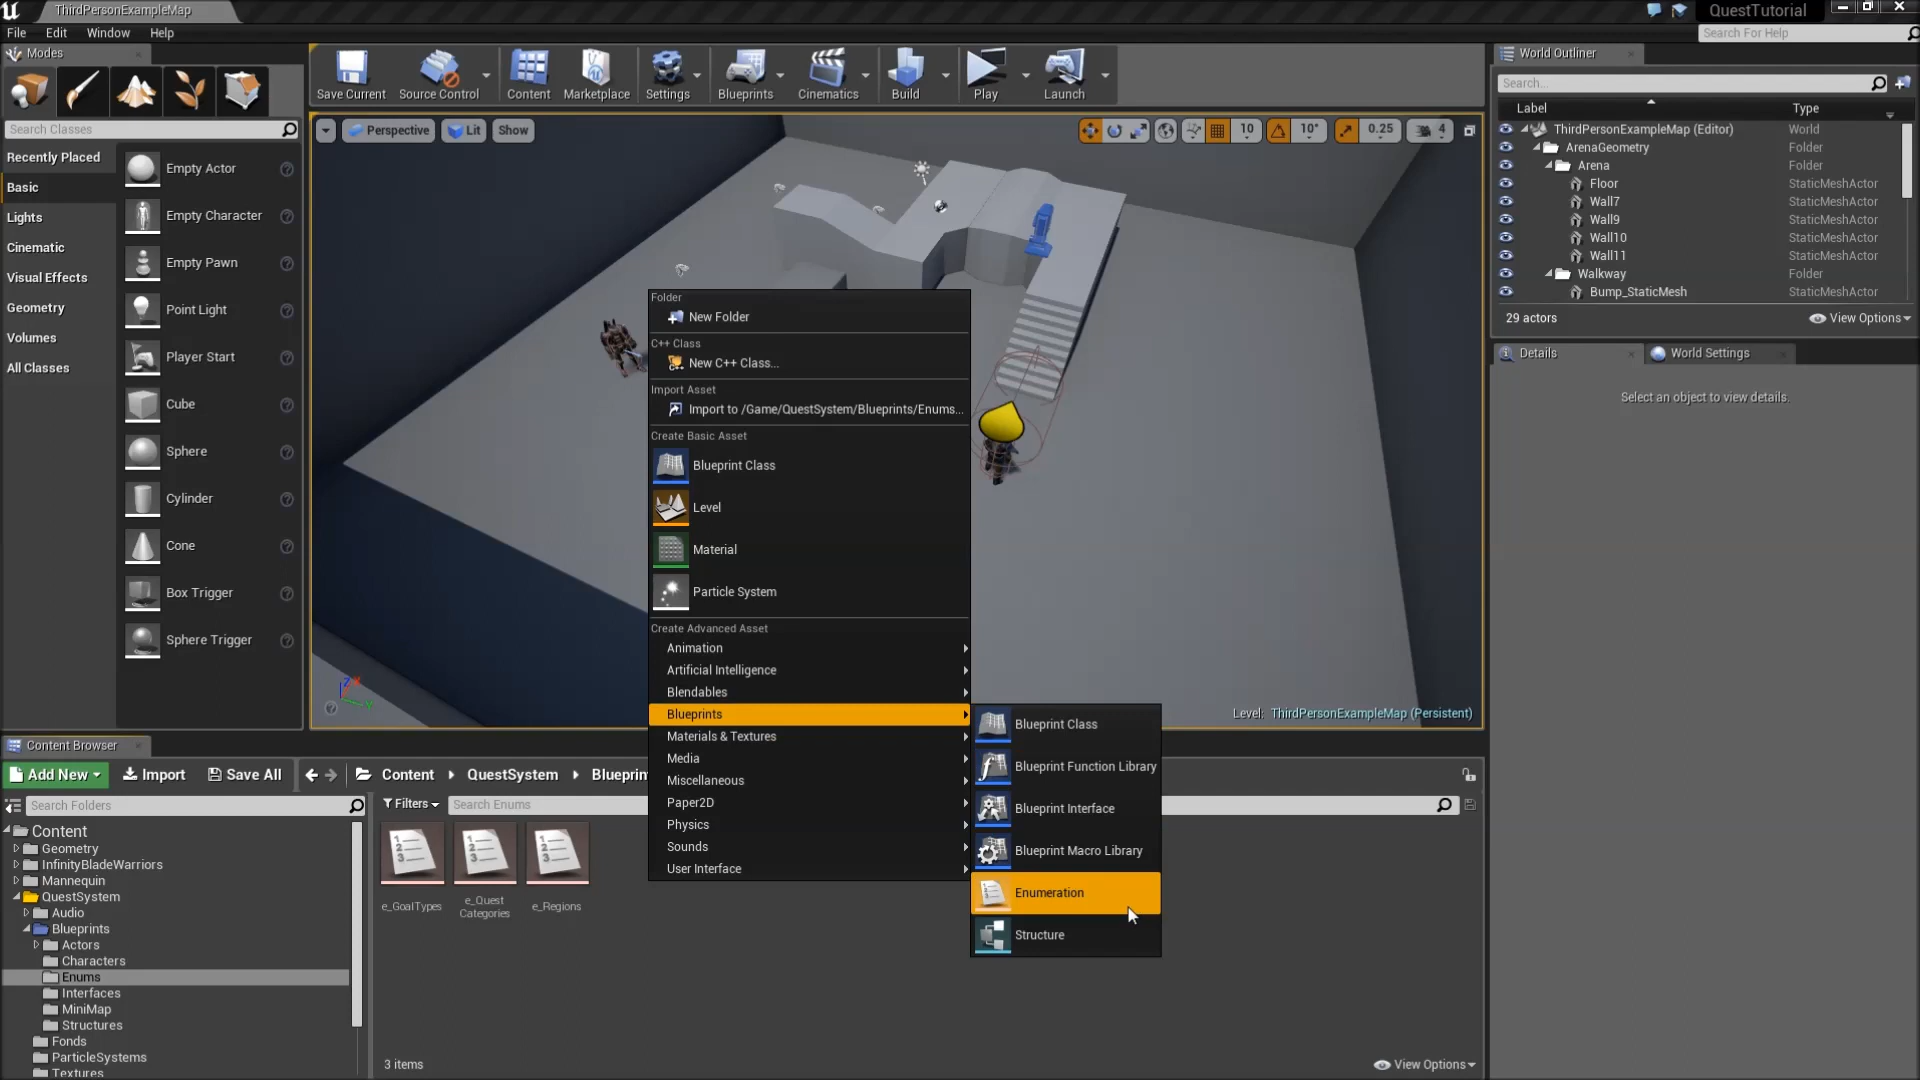 ThirdPersonExampleMap
QuestTutorial
File Edit Window Help
Search For Help
Modes
Save Current
Source Control
Content
Marketplace
Settings
Blueprints
Cinematics
Build
Play
Launch
World Outliner
Search...
Label Type
ThirdPersonExampleMap (Editor) World
ArenaGeometry Folder
Arena Folder
Floor StaticMeshActor
Wall7 StaticMeshActor
Wall9 StaticMeshActor
Wall10 StaticMeshActor
Wall11 StaticMeshActor
Walkway Folder
Bump_StaticMesh StaticMeshActor
29 actors
View Options
Details
World Settings
Select an object to view details.
Search Classes
Recently Placed
Basic
Lights
Cinematic
Visual Effects
Geometry
Volumes
All Classes
Empty Actor
Empty Character
Empty Pawn
Point Light
Player Start
Cube
Sphere
Cylinder
Cone
Box Trigger
Sphere Trigger
Perspective
Lit
Show
10
10°
0.25
4
Level: ThirdPersonExampleMap (Persistent)
Folder
New Folder
C++ Class
New C++ Class...
Import Asset
Import to /Game/QuestSystem/Blueprints/Enums...
Create Basic Asset
Blueprint Class
Level
Material
Particle System
Create Advanced Asset
Animation
Artificial Intelligence
Blendables
Blueprints
Materials & Textures
Media
Miscellaneous
Paper2D
Physics
Sounds
User Interface
Blueprint Class
Blueprint Function Library
Blueprint Interface
Blueprint Macro Library
Enumeration
Structure
Content Browser
Add New
Import
Save All
Content
QuestSystem
Blueprin
Search Folders
Filters
Search Enums
Content
Geometry
InfinityBladeWarriors
Mannequin
QuestSystem
Audio
Blueprints
Actors
Characters
Enums
Interfaces
MiniMap
Structures
Fonds
ParticleSystems
Textures
e_GoalTypes
e_Quest
Categories
e_Regions
3 items
View Options